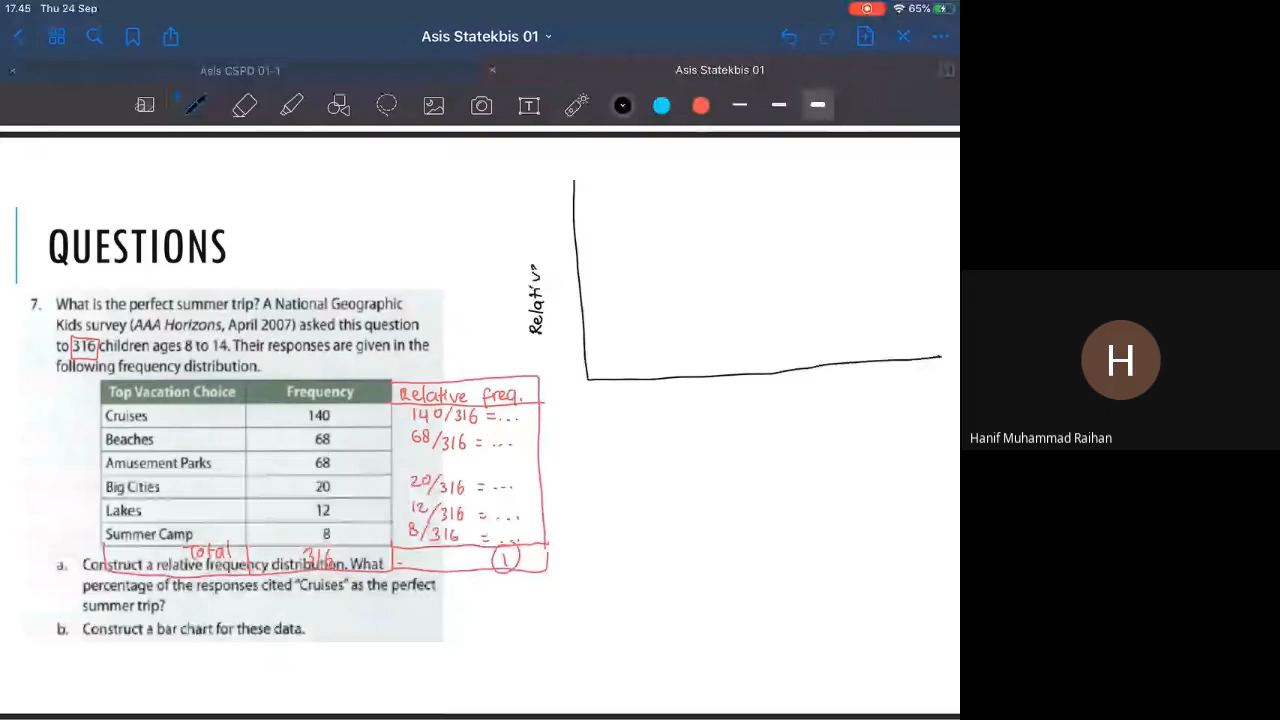 17.45 Thu 24 Sep
65%
Asis Statekbis 01
Asis CSPD 01-1
Asis Statekbis 01
T
QUESTIONS
7. What is the perfect summer trip? A National Geographic
Kids survey (AAA Horizons, April 2007) asked this question
to 316 children ages 8 to 14. Their responses are given in the
following frequency distribution.
Top Vacation Choice Frequency Relative freq.
Cruises 140 140/316 = ...
Beaches 68 68/316 = ...
Amusement Parks 68
Big Cities 20 20/316 = ...
Lakes 12 12/316 = ...
Summer Camp 8 8/316 = ...
Total 316 - 1
a. Construct a relative frequency distribution. What
percentage of the responses cited "Cruises" as the perfect
summer trip?
b. Construct a bar chart for these data.
Relativ
H
Hanif Muhammad Raihan